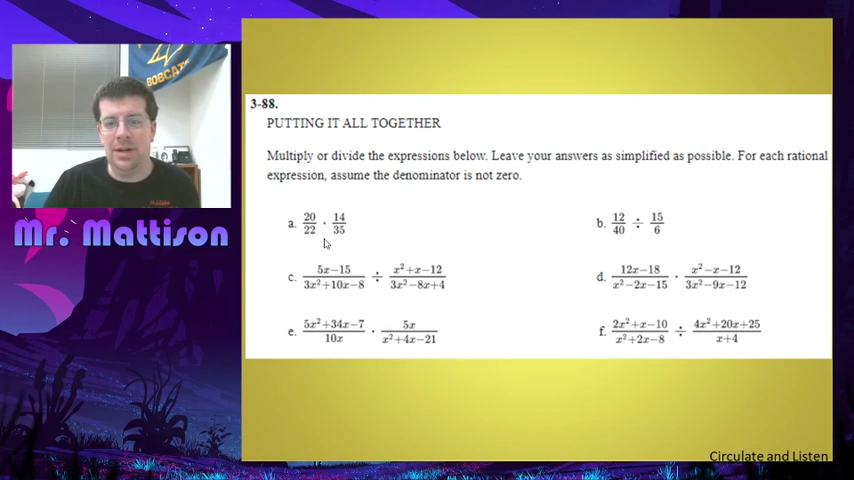 BOBCATS
Mr. Mattison
3-88.
PUTTING IT ALL TOGETHER
Multiply or divide the expressions below. Leave your answers as simplified as possible. For each rational
expression, assume the denominator is not zero.
a. 20/22 · 14/35
b. 12/40 ÷ 15/6
c. (5x−15)/(3x²+10x−8) ÷ (x²+x−12)/(3x²−8x+4)
d. (12x−18)/(x²−2x−15) · (x²−x−12)/(3x²−9x−12)
e. (5x²+34x−7)/(10x) · (5x)/(x²+4x−21)
f. (2x²+x−10)/(x²+2x−8) ÷ (4x²+20x+25)/(x+4)
Circulate and Listen